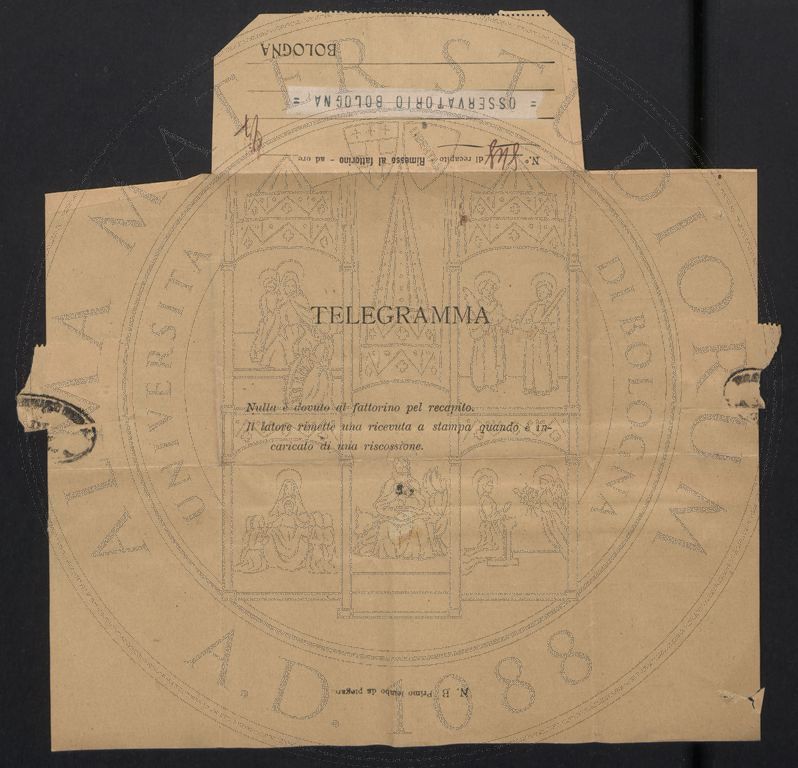 BOLOGNA
= OSSERVATORIO BOLOGNA =
N.º di recapito - Rimesso al fattorino - ad ore
TELEGRAMMA
Nulla è dovuto al fattorino pel recapito.
Il latore rimette una ricevuta a stampa quando è in-
caricato di una riscossione.
N. B. Primo lembo da piegare
ALMA MATER STUDIORUM
UNIVERSITA DI BOLOGNA
A.D. 1088